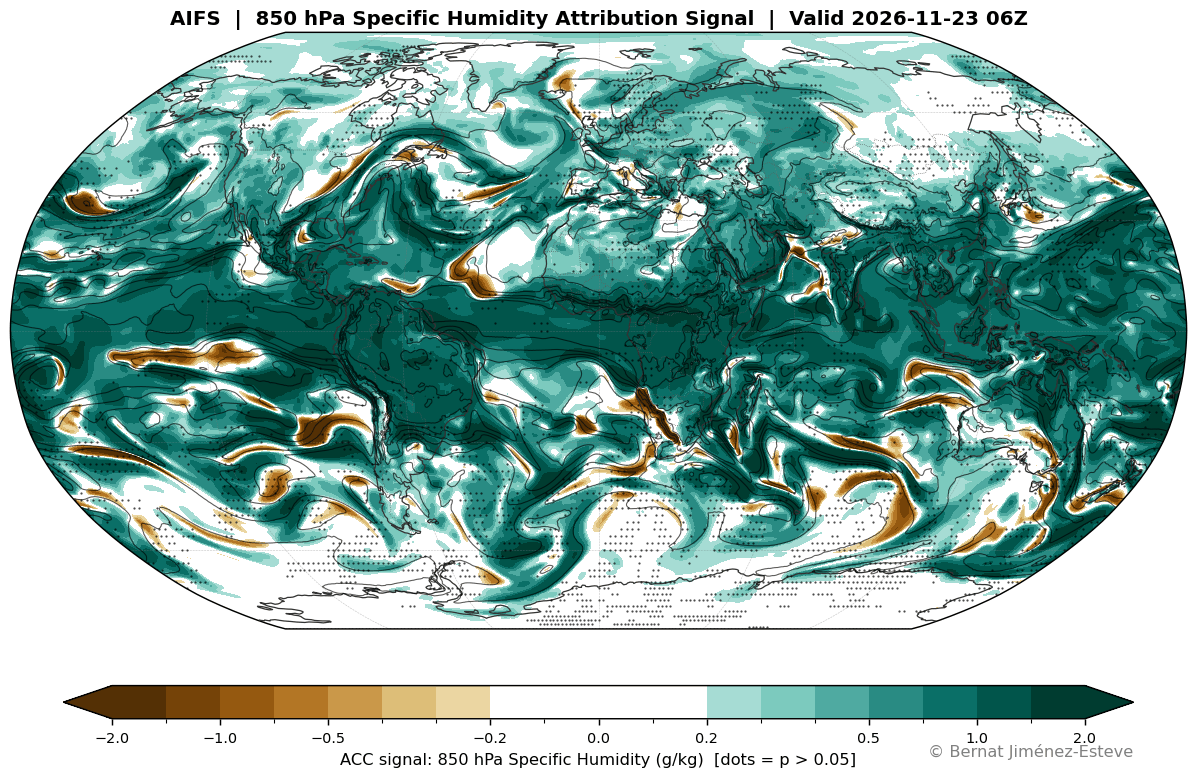 AIFS | 850 hPa Specific Humidity Attribution Signal | Valid 2026-11-23 06Z
−2.0 −1.0 −0.5 −0.2 0.0 0.2 0.5 1.0 2.0
ACC signal: 850 hPa Specific Humidity (g/kg) [dots = p > 0.05]
© Bernat Jiménez-Esteve